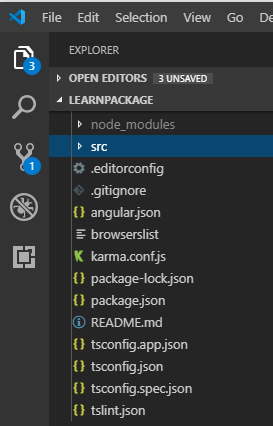 File Edit Selection View Go De
EXPLORER
OPEN EDITORS 3 UNSAVED
LEARNPACKAGE
node_modules
src
.editorconfig
.gitignore
angular.json
browserslist
karma.conf.js
package-lock.json
package.json
README.md
tsconfig.app.json
tsconfig.json
tsconfig.spec.json
tslint.json
3
1